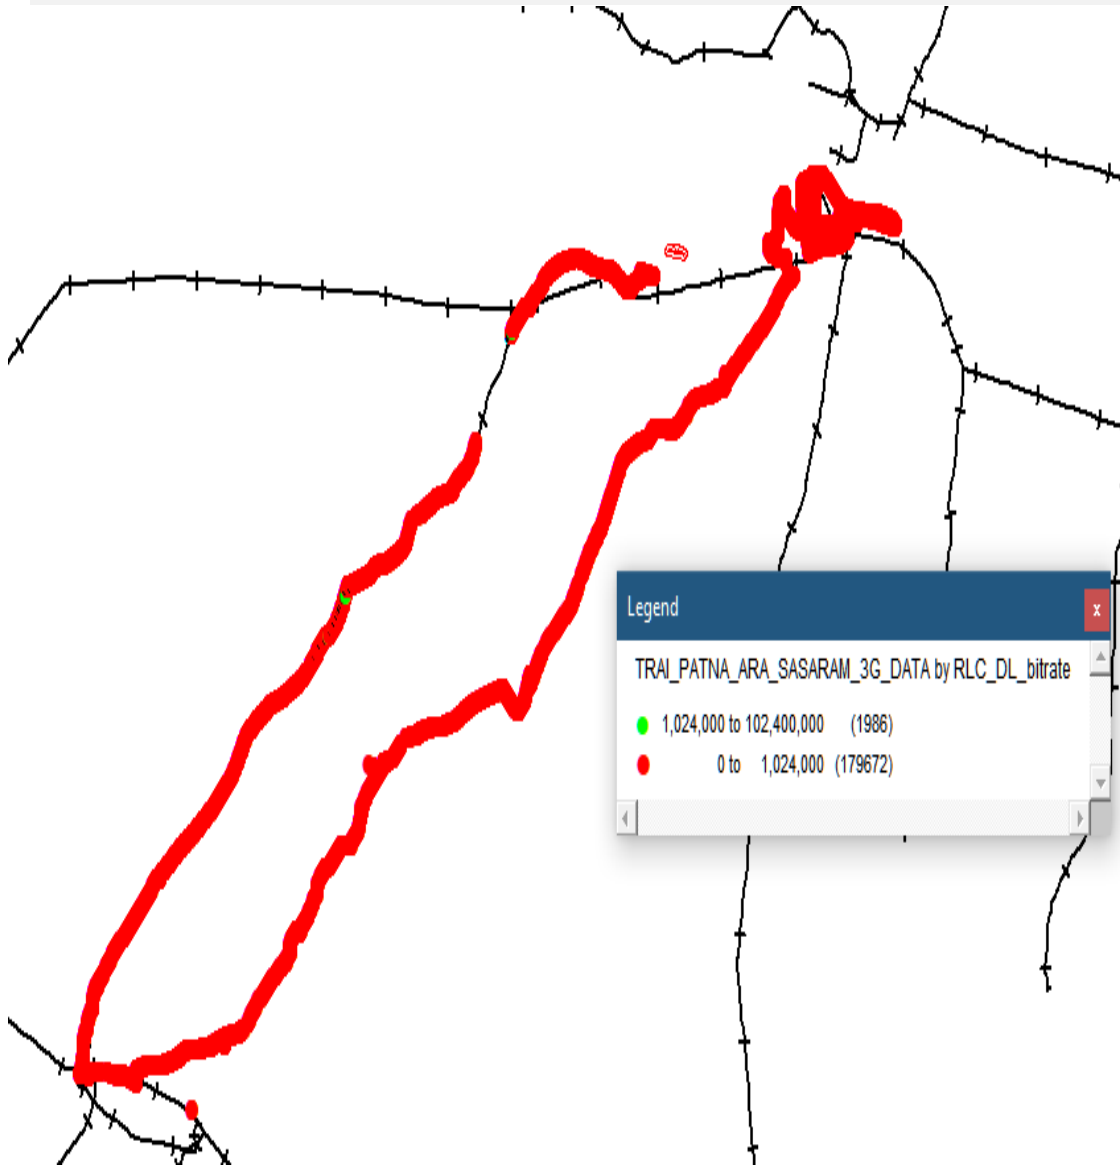 Legend
x
TRAI_PATNA_ARA_SASARAM_3G_DATA by RLC_DL_bitrate
1,024,000 to 102,400,000 (1986)
0 to 1,024,000 (179672)